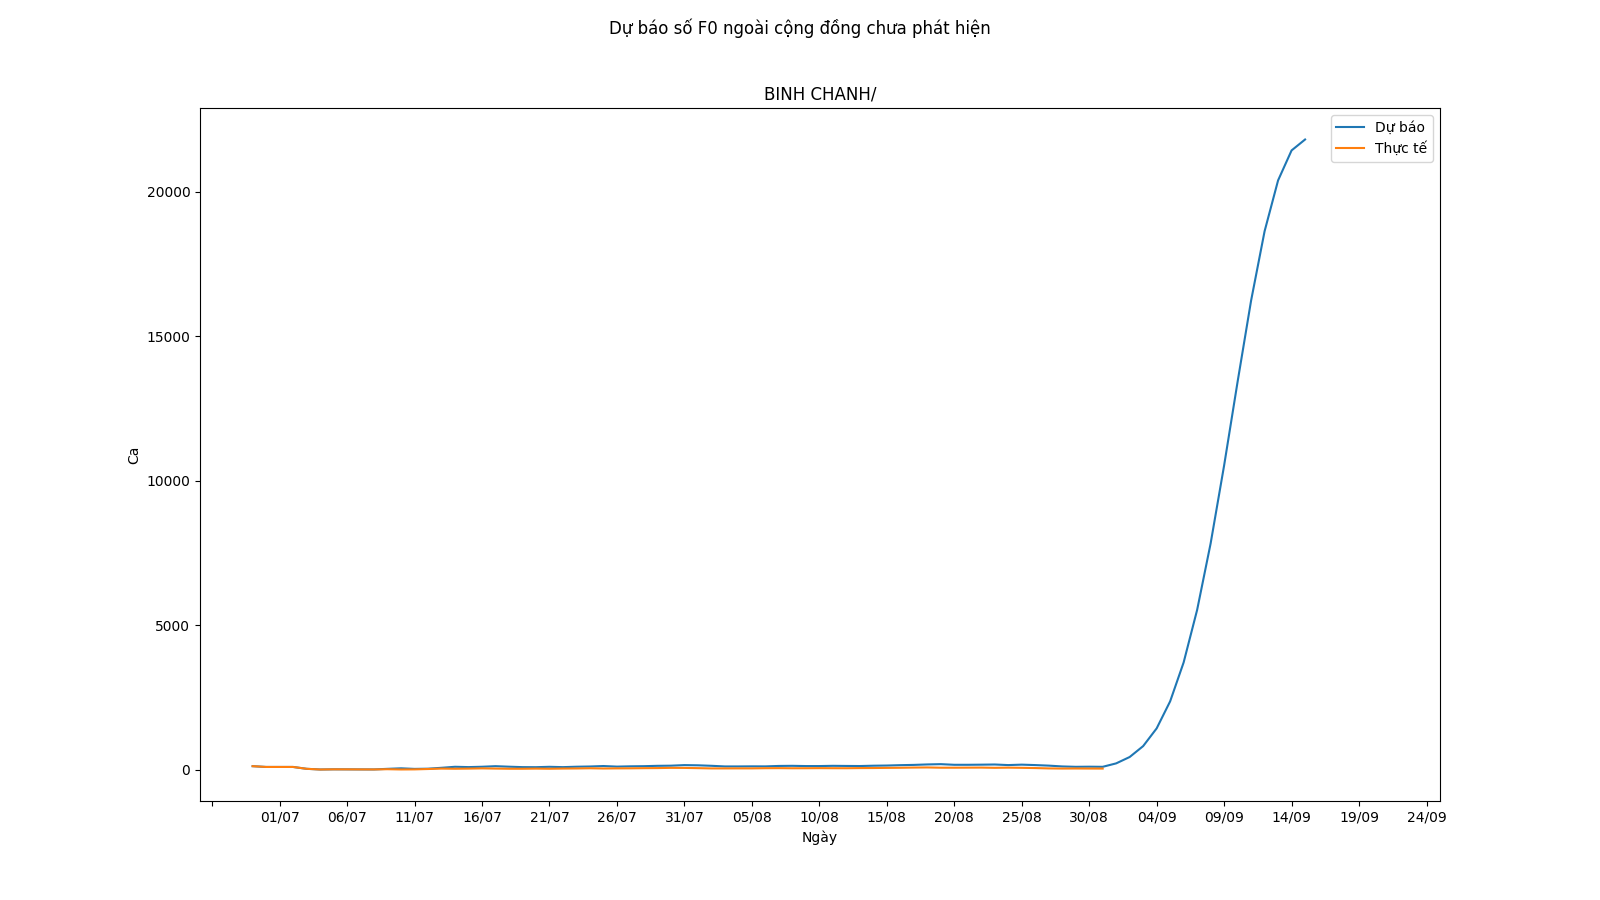 Dự báo số F0 ngoài cộng đồng chưa phát hiện
BINH CHANH/
Dự báo
Thực tế
20000
15000
10000
5000
0
Ca
01/07 06/07 11/07 16/07 21/07 26/07 31/07 05/08 10/08 15/08 20/08 25/08 30/08 04/09 09/09 14/09 19/09 24/09
Ngày